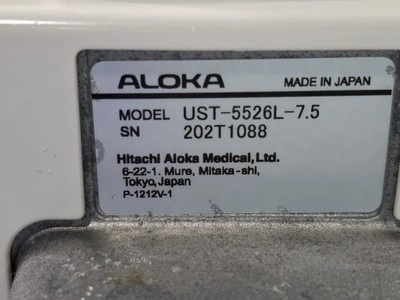 ALOKA MADE IN JAPAN
MODEL UST-5526L-7.5
SN 202T1088
Hitachi Aloka Medical,Ltd.
6-22-1, Mure, Mitaka-shi,
Tokyo,Japan
P-1212V-1